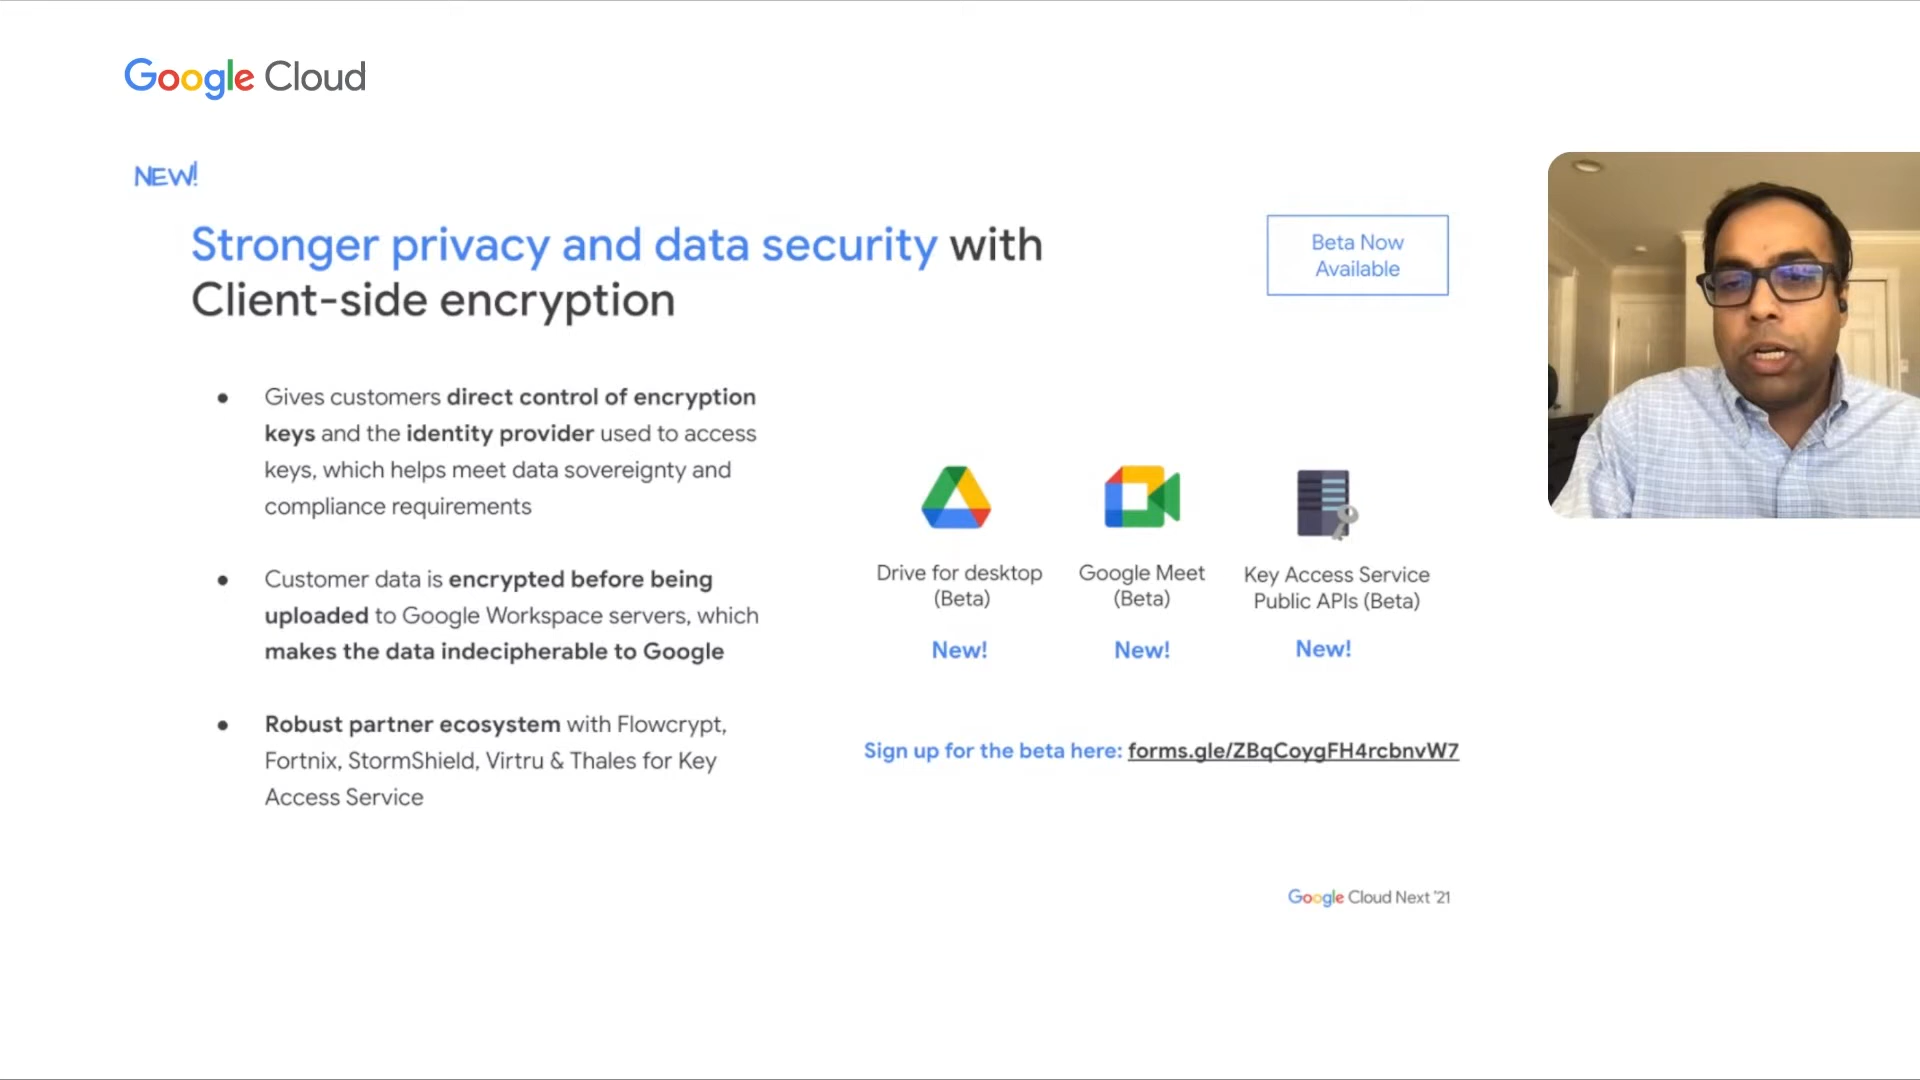 Google Cloud
NEW!
Stronger privacy and data security with
Client-side encryption
Beta Now
Available
● Gives customers direct control of encryption
keys and the identity provider used to access
keys, which helps meet data sovereignty and
compliance requirements
● Customer data is encrypted before being
uploaded to Google Workspace servers, which
makes the data indecipherable to Google
● Robust partner ecosystem with Flowcrypt,
Fortnix, StormShield, Virtru & Thales for Key
Access Service
Drive for desktop
(Beta)
New!
Google Meet
(Beta)
New!
Key Access Service
Public APIs (Beta)
New!
Sign up for the beta here: forms.gle/ZBqCoygFH4rcbnvW7
Google Cloud Next '21